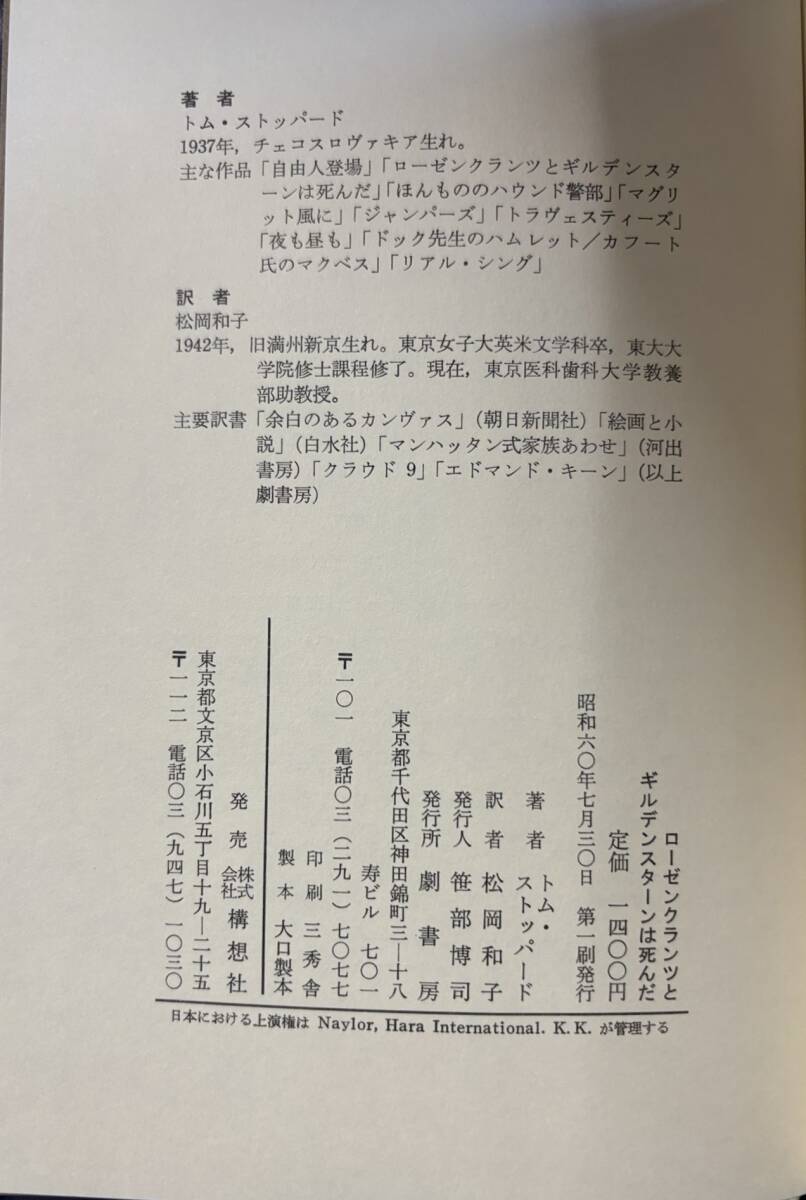 著者
トム・ストッパード
1937年，チェコスロヴァキア生れ。
主な作品「自由人登場」「ローゼンクランツとギルデンスタ
ーンは死んだ」「ほんもののハウンド警部」「マグリ
ット風に」「ジャンパーズ」「トラヴェスティーズ」
「夜も昼も」「ドック先生のハムレット／カフート
氏のマクベス」「リアル・シング」
訳者
松岡和子
1942年，旧満州新京生れ。東京女子大英米文学科卒，東大大
学院修士課程修了。現在，東京医科歯科大学教養
部助教授。
主要訳書「余白のあるカンヴァス」（朝日新聞社）「絵画と小
説」（白水社）「マンハッタン式家族あわせ」（河出
書房）「クラウド 9」「エドマンド・キーン」（以上
劇書房）
ローゼンクランツと
ギルデンスターンは死んだ
定価 一四〇〇円
昭和六〇年七月三〇日 第一刷発行
著者 トム・
ストッパード
訳者 松岡和子
発行人 笹部博司
発行所 劇書房
東京都千代田区神田錦町三―十八
寿ビル 七〇一
〒一〇一 電話〇三（二九一）七〇七七
印刷 三秀舎
製本 大口製本
発売 株式会社 構想社
東京都文京区小石川五丁目十九―二十五
〒一一二 電話〇三（九四七）一〇三〇
日本における上演権は Naylor, Hara International. K. K. が管理する